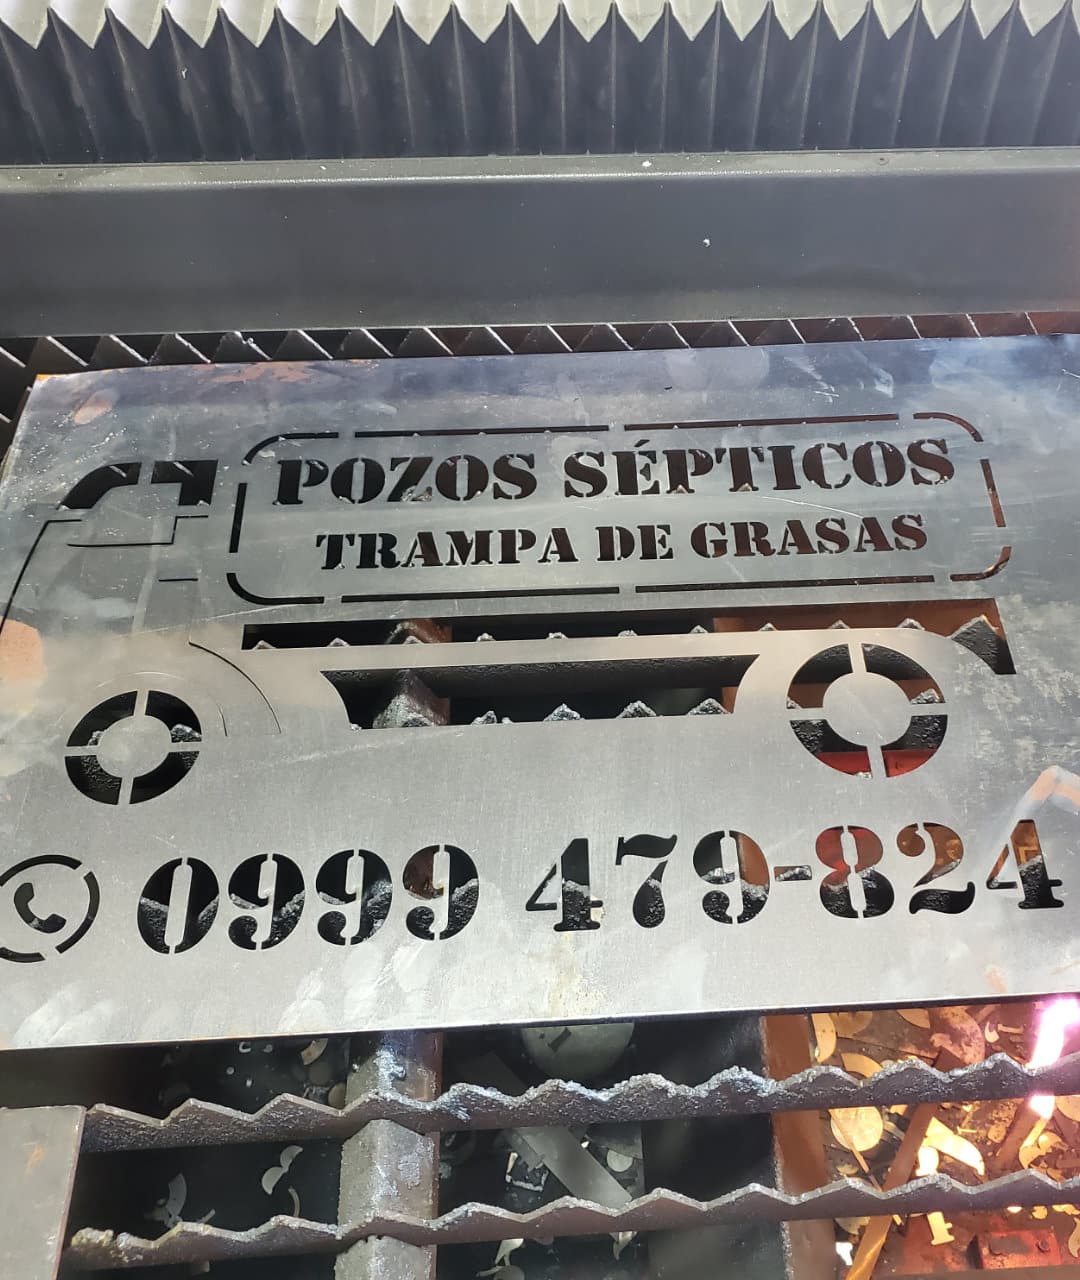 POZOS SÉPTICOS
TRAMPA DE GRASAS
0999 479-824